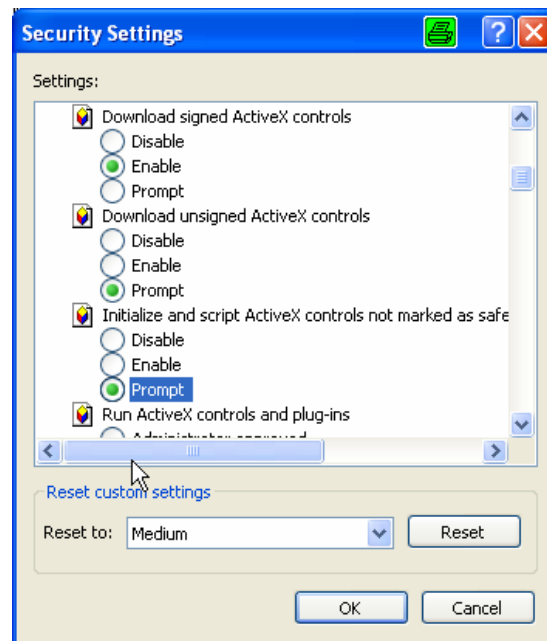 Security Settings
Settings:
Download signed ActiveX controls
Disable
Enable
Prompt
Download unsigned ActiveX controls
Disable
Enable
Prompt
Initialize and script ActiveX controls not marked as safe
Disable
Enable
Prompt
Run ActiveX controls and plug-ins
Administrator approved
Reset custom settings
Reset to: Medium Reset
OK Cancel